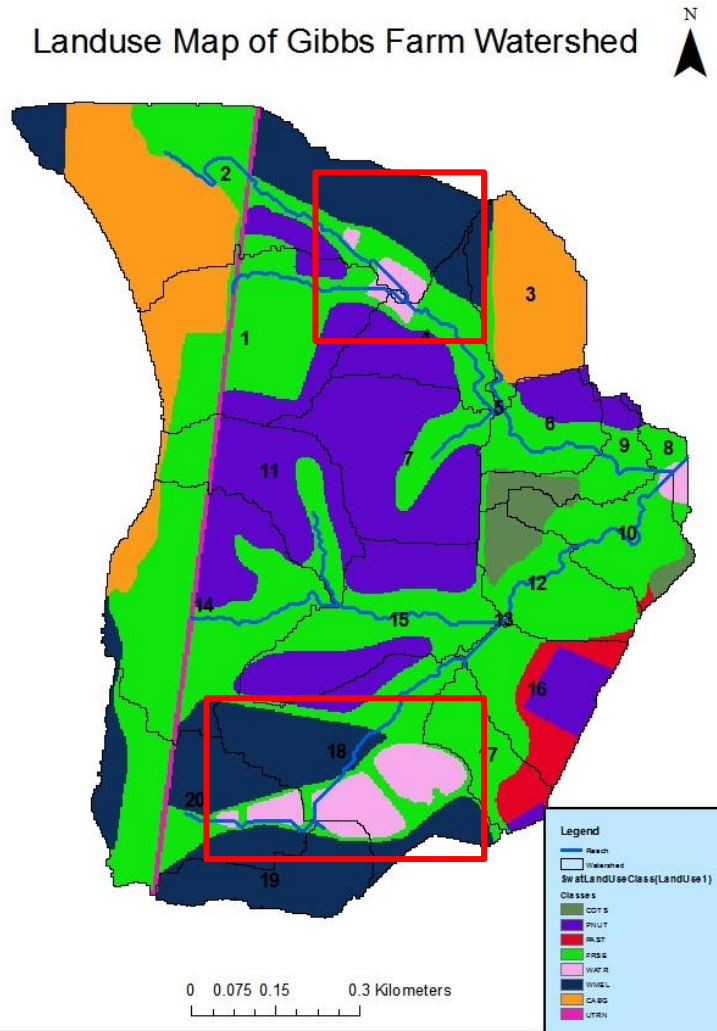 Landuse Map of Gibbs Farm Watershed
N
2
3
1
4
5
6
7
9
8
11
10
12
14
15
13
16
18
17
20
19
0 0.075 0.15 0.3 Kilometers
Legend
Reach
Watershed
SwatLandUseClass(LandUse1)
Classes
COTS
PNUT
PAST
FRSE
WATR
WMEL
CABG
UTRN